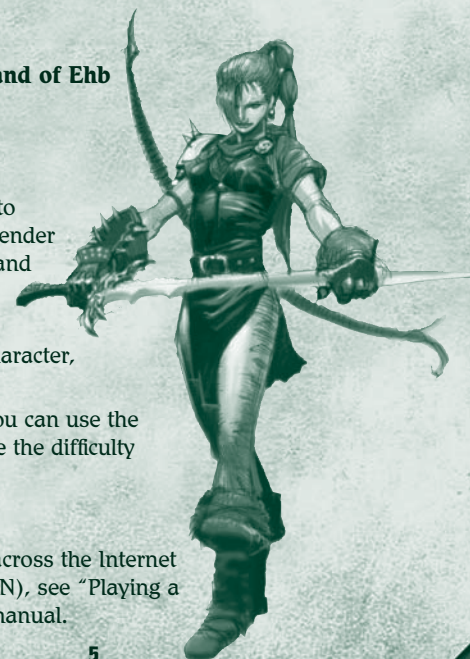 and of Ehb
to
ender
and
aracter,
ou can use the
e the difficulty
across the Internet
N), see “Playing a
manual.
5